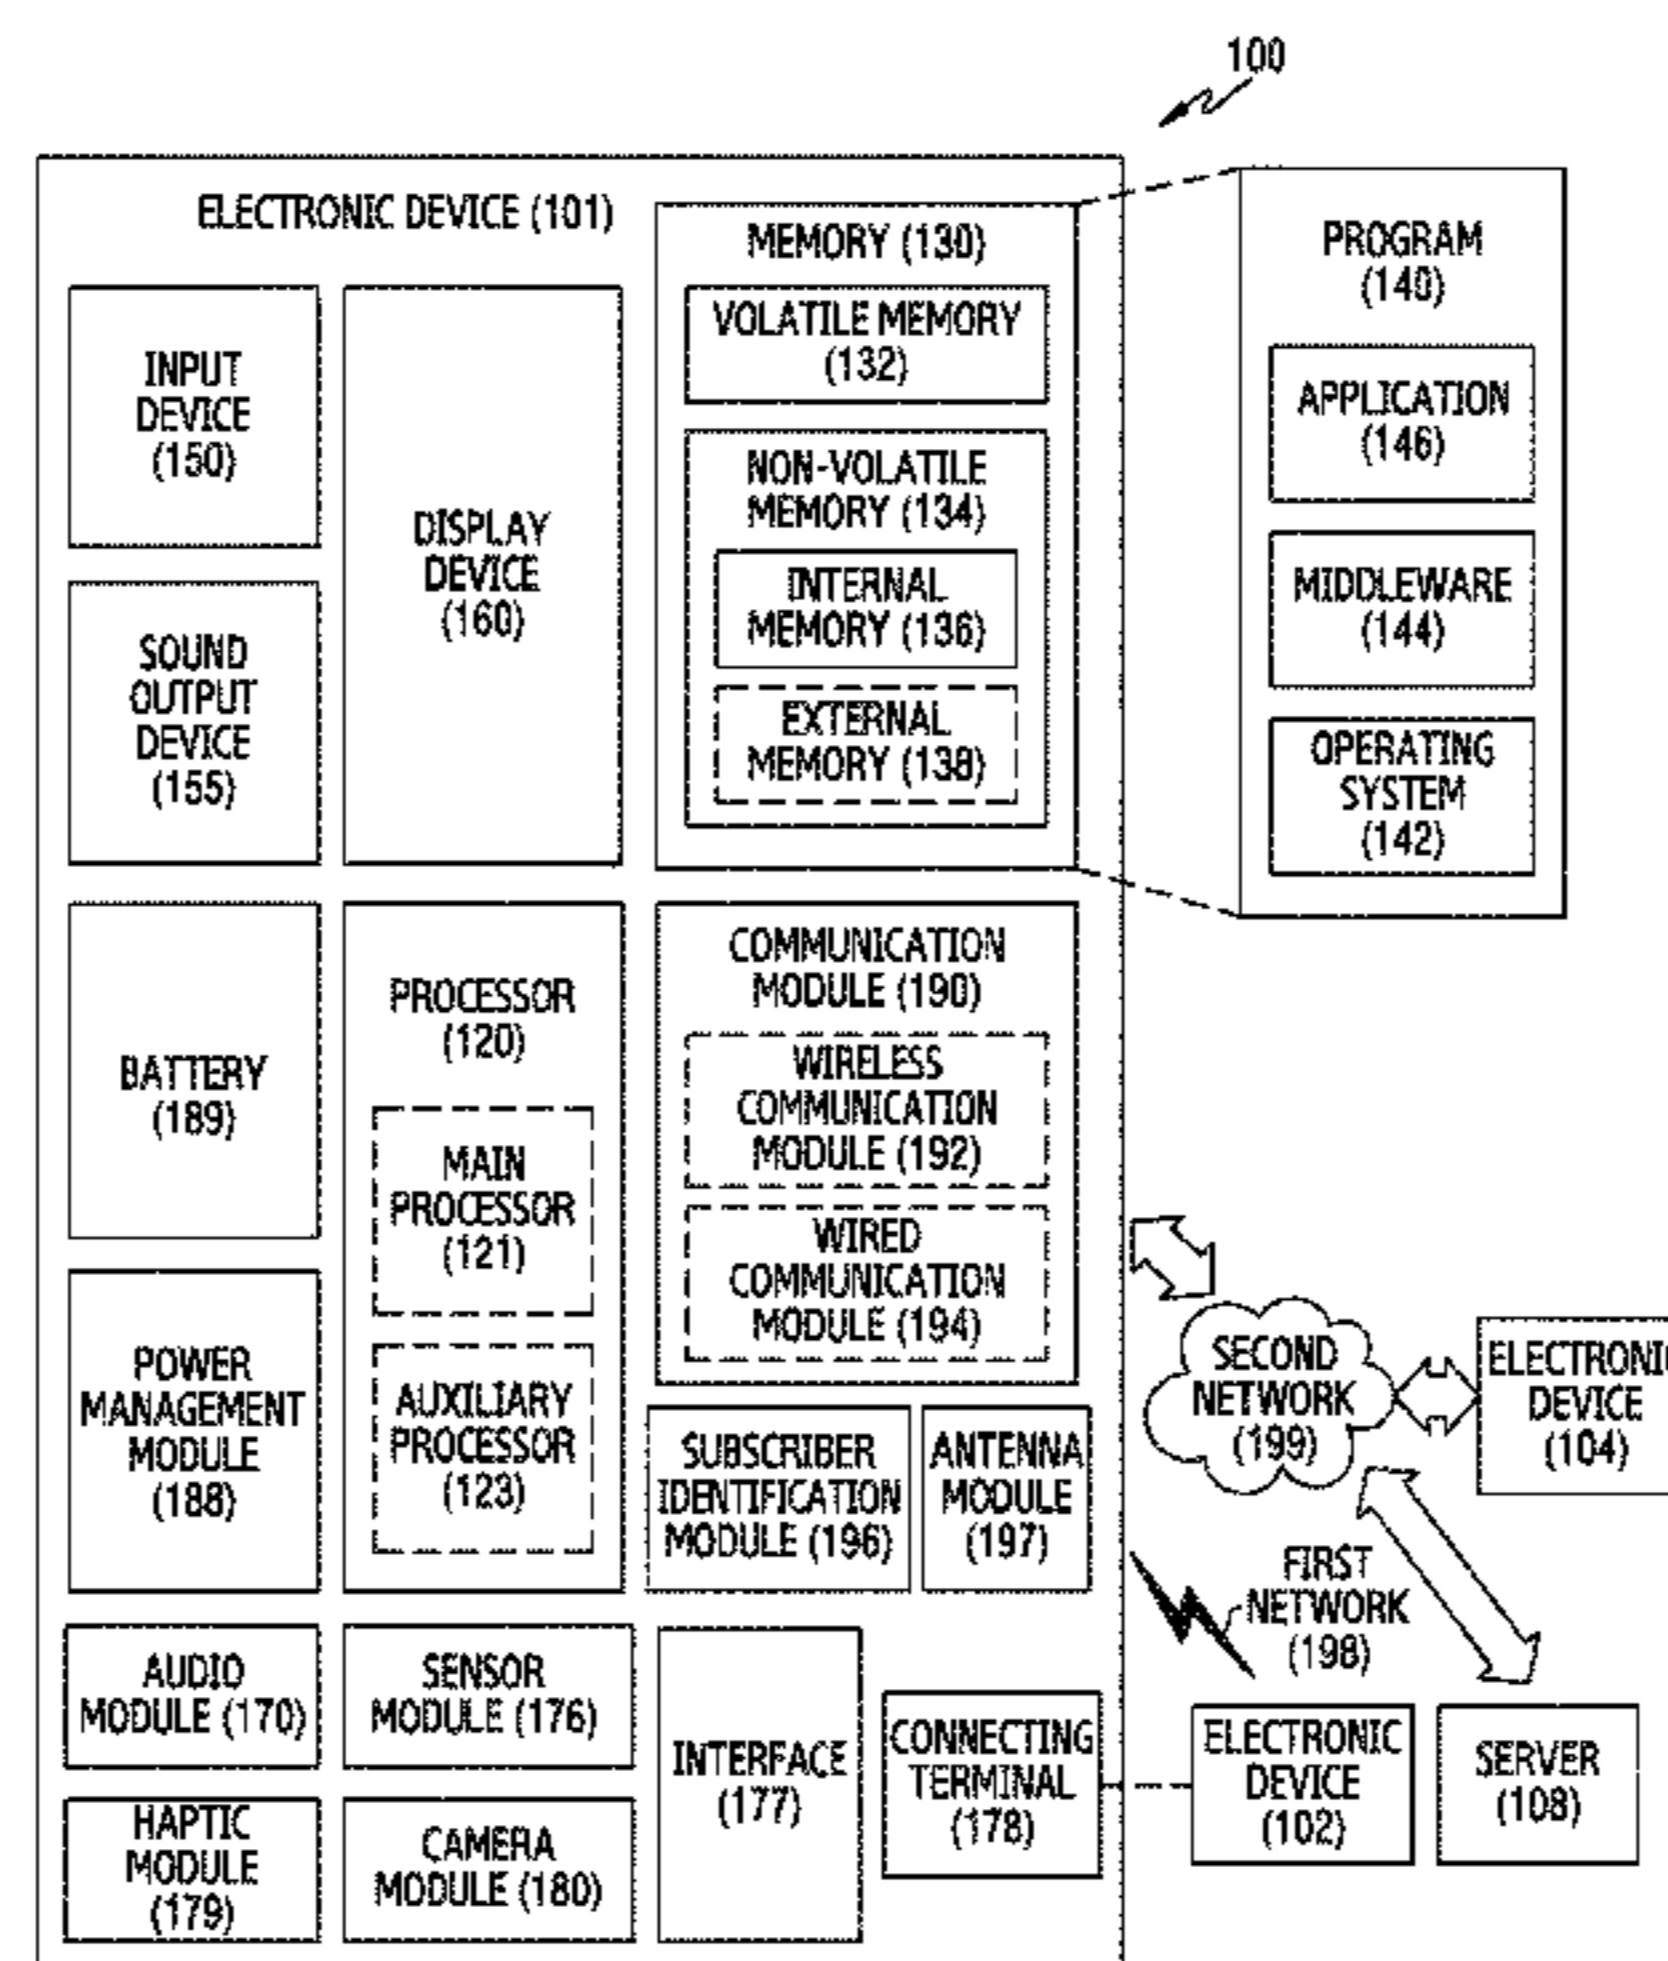 100
ELECTRONIC DEVICE (101)
INPUT
DEVICE
(150)
SOUND
OUTPUT
DEVICE
(155)
DISPLAY
DEVICE
(160)
MEMORY (130)
VOLATILE MEMORY
(132)
NON-VOLATILE
MEMORY (134)
INTERNAL
MEMORY (136)
EXTERNAL
MEMORY (138)
PROGRAM
(140)
APPLICATION
(146)
MIDDLEWARE
(144)
OPERATING
SYSTEM
(142)
BATTERY
(189)
POWER
MANAGEMENT
MODULE
(188)
PROCESSOR
(120)
MAIN
PROCESSOR
(121)
AUXILIARY
PROCESSOR
(123)
COMMUNICATION
MODULE (190)
WIRELESS
COMMUNICATION
MODULE (192)
WIRED
COMMUNICATION
MODULE (194)
SUBSCRIBER
IDENTIFICATION
MODULE (196)
ANTENNA
MODULE
(197)
SECOND
NETWORK
(199)
ELECTRONIC
DEVICE
(104)
FIRST
NETWORK
(198)
AUDIO
MODULE (170)
SENSOR
MODULE (176)
INTERFACE
(177)
CONNECTING
TERMINAL
(178)
ELECTRONIC
DEVICE
(102)
SERVER
(108)
HAPTIC
MODULE
(179)
CAMERA
MODULE (180)